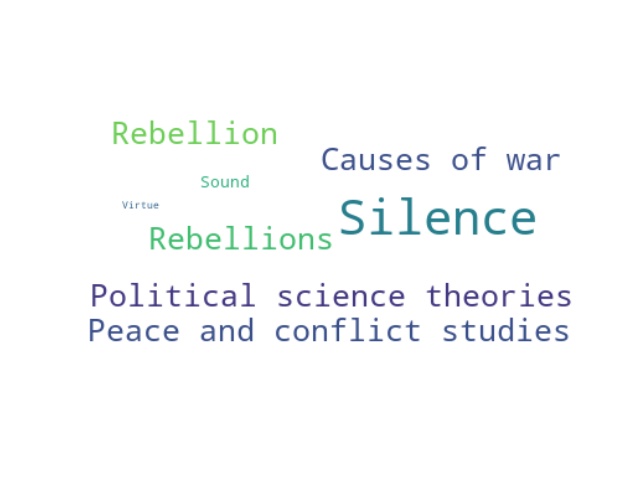 Rebellion
Causes of war
Sound
Virtue
Silence
Rebellions
Political science theories
Peace and conflict studies